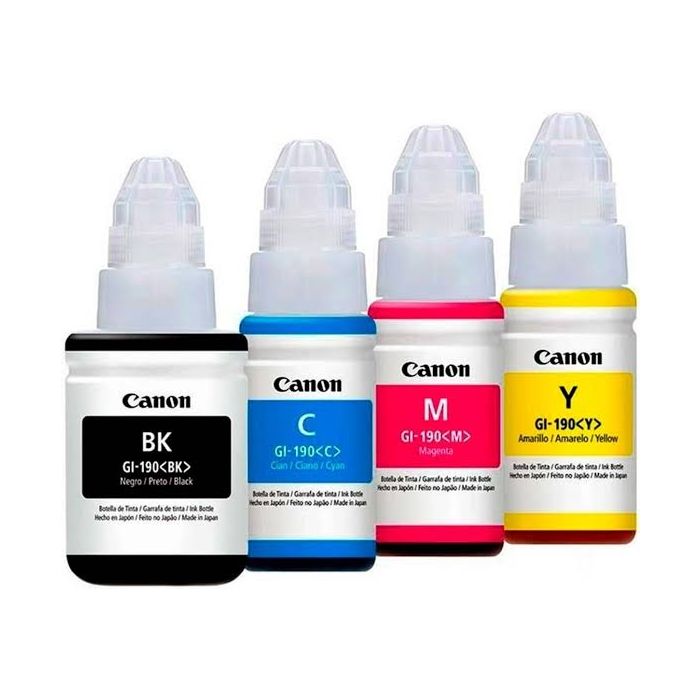 Canon
BK
GI-190<BK>
Negro / Preto / Black
Botella de Tinta / Garrafa de tinta / Ink Bottle
Hecho en Japón / Feito no Japão / Made in Japan
Canon
C
GI-190<C>
Cian / Ciano / Cyan
Botella de Tinta / Garrafa de tinta / Ink Bottle
Hecho en Japón / Feito no Japão / Made in Japan
Canon
M
GI-190<M>
Magenta
Botella de Tinta / Garrafa de tinta / Ink Bottle
Hecho en Japón / Feito no Japão / Made in Japan
Canon
Y
GI-190<Y>
Amarillo / Amarelo / Yellow
Botella de Tinta / Garrafa de tinta / Ink Bottle
Hecho en Japón / Feito no Japão / Made in Japan